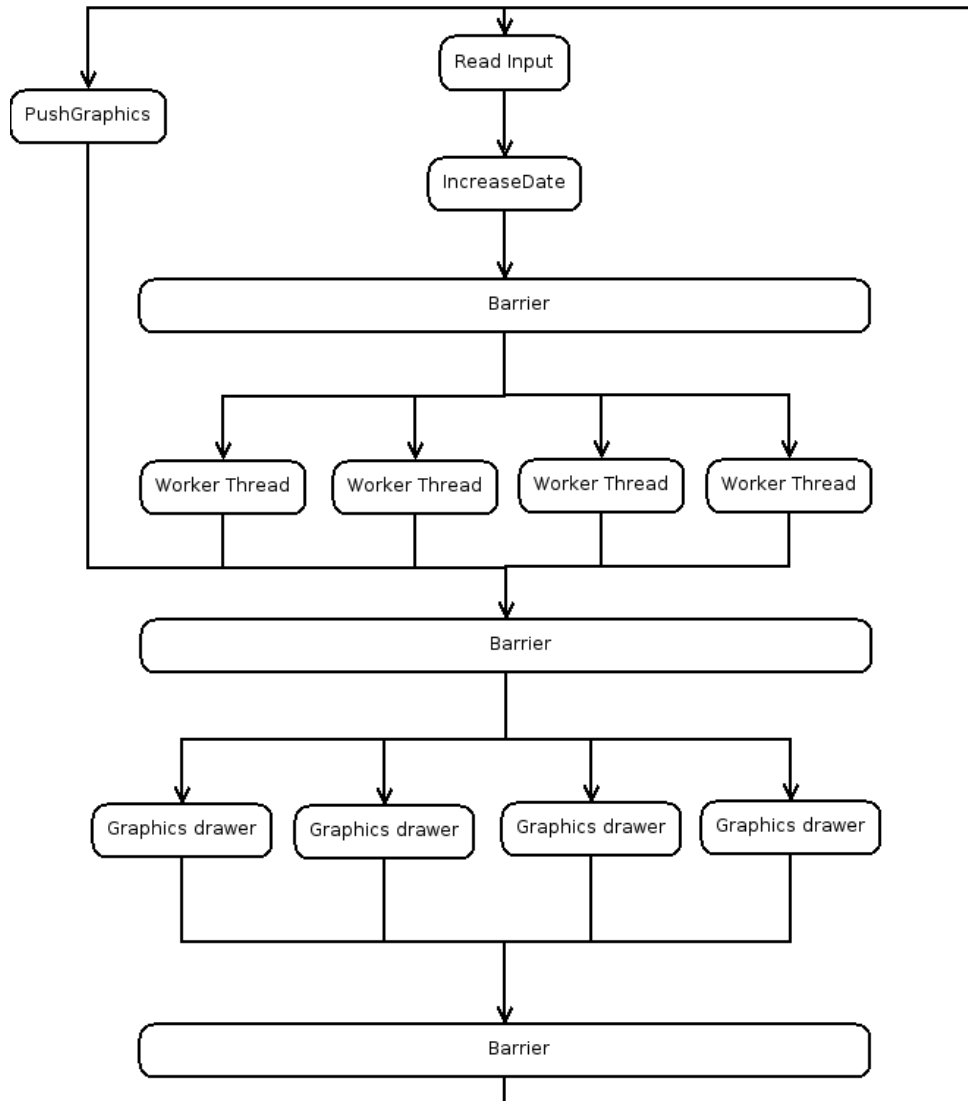 Read Input
PushGraphics
IncreaseDate
Barrier
Worker Thread
Worker Thread
Worker Thread
Worker Thread
Barrier
Graphics drawer
Graphics drawer
Graphics drawer
Graphics drawer
Barrier